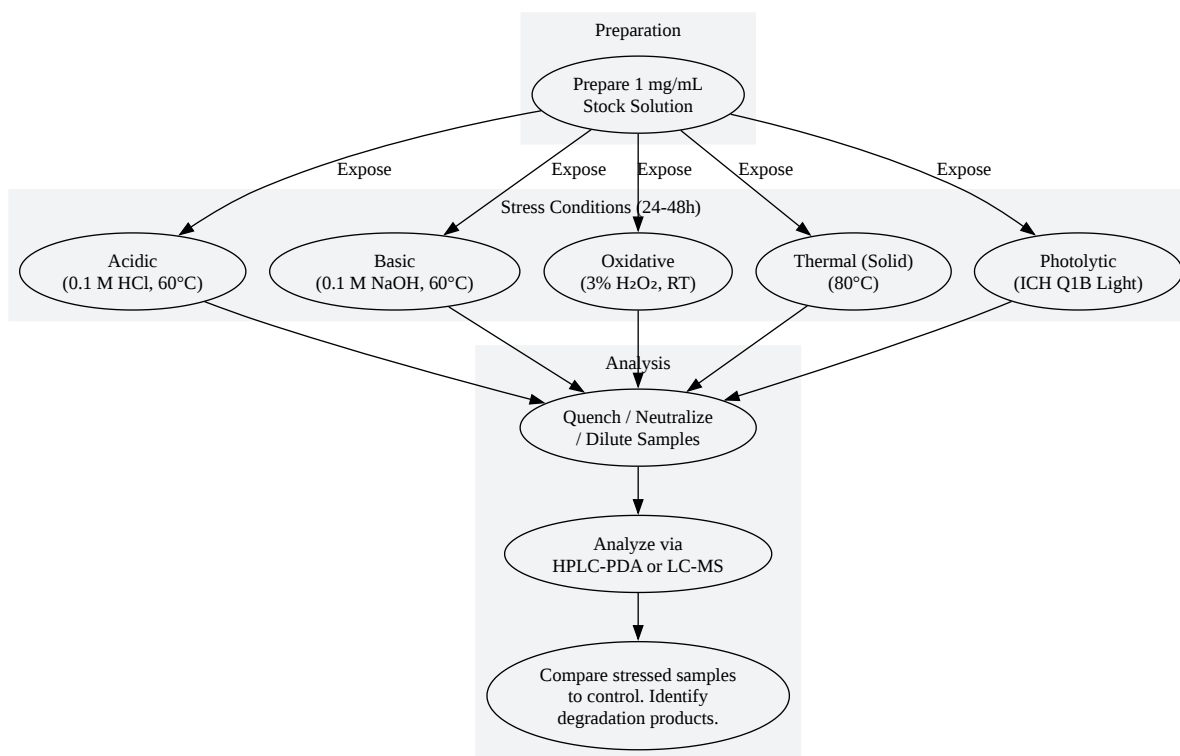 Preparation
Prepare 1 mg/mL
Stock Solution
Expose
Expose
Expose
Expose
Expose
Stress Conditions (24-48h)
Acidic
(0.1 M HCl, 60°C)
Basic
(0.1 M NaOH, 60°C)
Oxidative
(3% H₂O₂, RT)
Thermal (Solid)
(80°C)
Photolytic
(ICH Q1B Light)
Analysis
Quench / Neutralize
/ Dilute Samples
Analyze via
HPLC-PDA or LC-MS
Compare stressed samples
to control. Identify
degradation products.